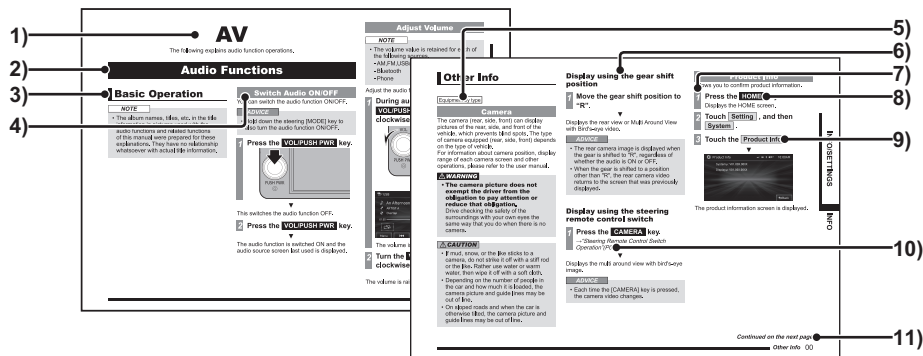 1)
AV
The following explains audio function operations.
2)
Audio Functions
3)
Basic Operation
NOTE
• The album names, titles, etc. in the title
audio functions and related functions
of this manual were prepared for these
explanations. They have no relationship
whatsoever with actual title information.
4)
Switch Audio ON/OFF
You can switch the audio function ON/OFF.
ADVICE
• Hold down the steering [MODE] key to
also turn the audio function ON/OFF.
1 Press the VOL/PUSH PWR key.
VOL
PUSH PWR
▼
This switches the audio function OFF.
2 Press the VOL/PUSH PWR key.
▼
The audio function is switched ON and the
audio source screen last used is displayed.
Adjust Volume
NOTE
• The volume value is retained for each of
the following sources.
•AM,FM,USB
•Bluetooth
•Phone
Adjust the audio
1 During au
VOL/PUSH
clockwise
VOL
PUSH PWR
Menu
The volume is
2 Turn the
clockwise
The volume is rai
5)
Other Info
Equipment by type
Camera
The camera (rear, side, front) can display
pictures of the rear, side, and front of the
vehicle, which prevents blind spots. The type
of camera equipped (rear, side, front) depends
on the type of vehicle.
For information about camera position, display
range of each camera screen and other
operations, please refer to the user manual.
WARNING
• The camera picture does not
exempt the driver from the
obligation to pay attention or
reduce that obligation.
Drive checking the safety of the
surroundings with your own eyes the
same way that you do when there is no
camera.
CAUTION
• If mud, snow, or the like sticks to a
camera, do not strike it off with a stiff rod
or the like. Rather use water or warm
water, then wipe it off with a soft cloth.
• Depending on the number of people in
the car and how much it is loaded, the
camera picture and guide lines may be
out of line.
• On sloped roads and when the car is
otherwise tilted, the camera picture and
guide lines may be out of line.
6)
Display using the gear shift
position
1 Move the gear shift position to
"R".
▼
Displays the rear view or Multi Around View
with Bird's-eye video.
ADVICE
• The rear camera image is displayed when
the gear is shifted to "R", regardless of
whether the audio is ON or OFF.
• When the gear is shifted to a position
other than "R", the rear camera video
returns to the screen that was previously
displayed.
Display using the steering
remote control switch
1 Press the CAMERA key.
→"Steering Remote Control Switch
Operation"
10)
▼
Displays the multi around view with bird's-eye
image.
ADVICE
• Each time the [CAMERA] key is pressed,
the camera video changes.
7)
Product Info
Allows you to confirm product information.
1 Press the HOME
8)
Displays the HOME screen.
2 Touch Setting , and then
System .
3 Touch the Product Info
9)
Product Info
Return
The product information screen is displayed.
INFO/SETTINGS
INFO
Continued on the next page
11)
Other Info 00